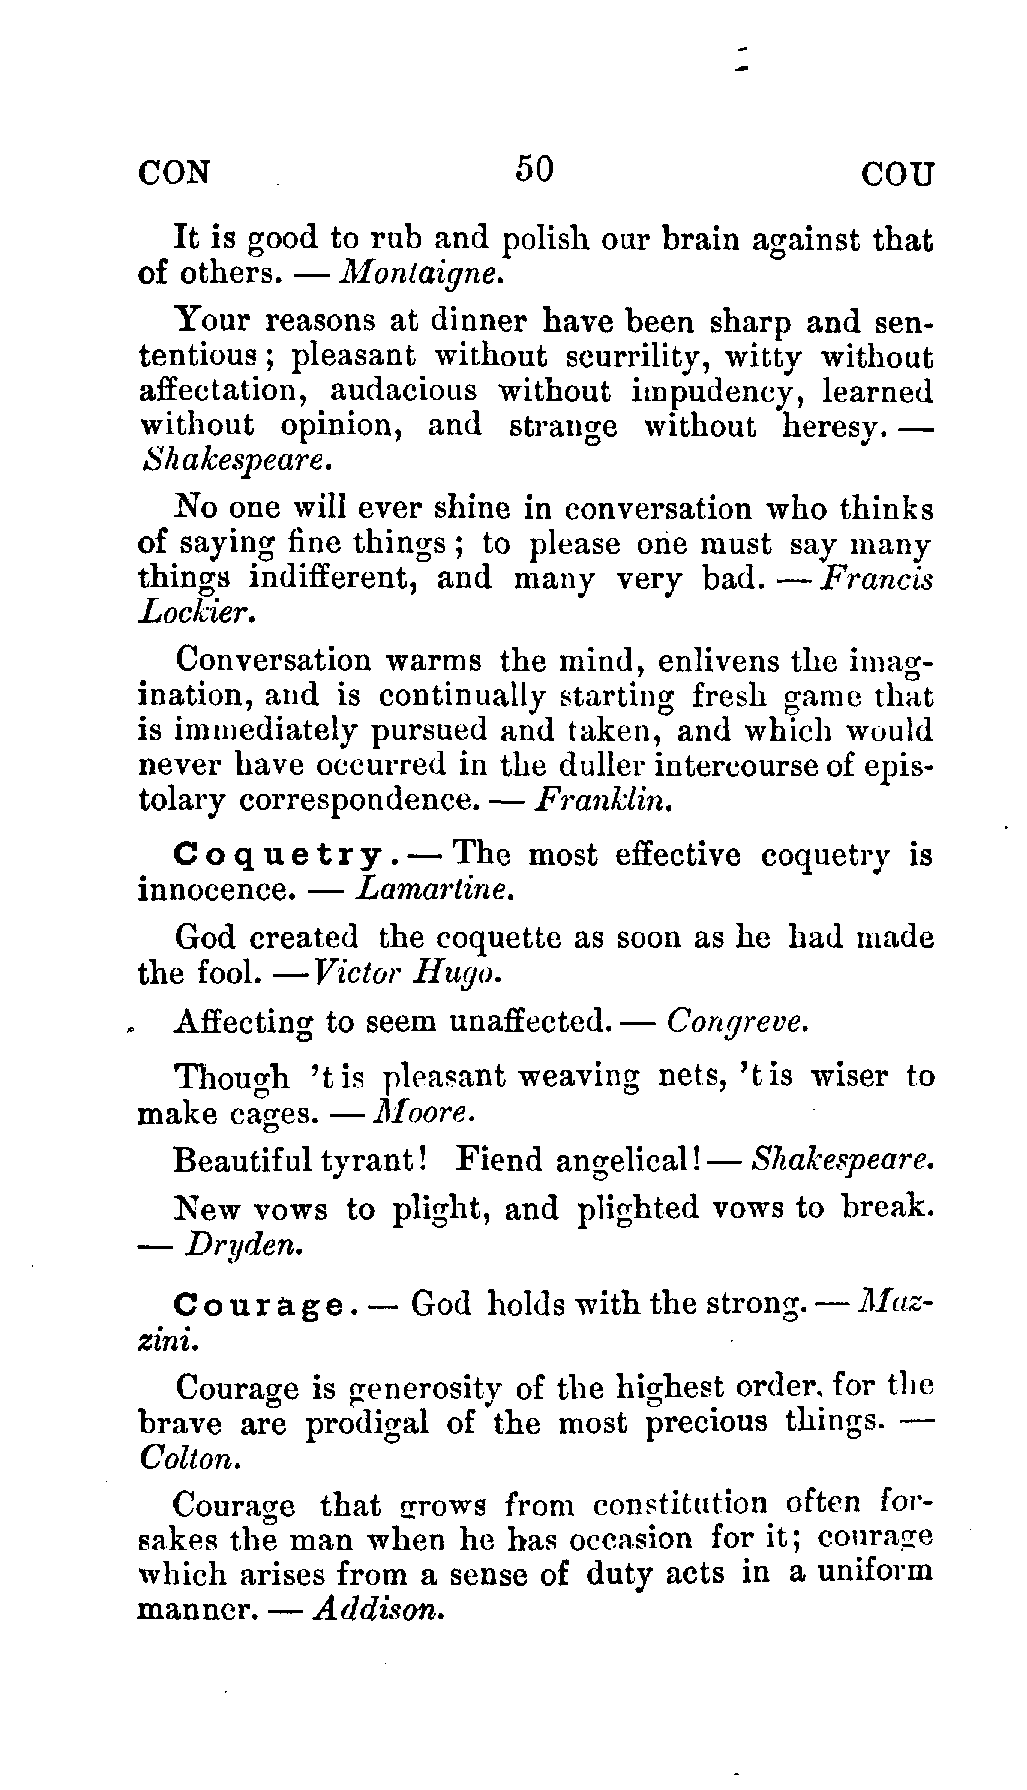 CON 50 COU
It is good to rub and polish our brain against that
of others. — Montaigne.
Your reasons at dinner have been sharp and sen-
tentious; pleasant without scurrility, witty without
affectation, audacious without impudency, learned
without opinion, and strange without heresy. —
Shakespeare.
No one will ever shine in conversation who thinks
of saying fine things; to please one must say many
things indifferent, and many very bad. — Francis
Lockier.
Conversation warms the mind, enlivens the imag-
ination, and is continually starting fresh game that
is immediately pursued and taken, and which would
never have occurred in the duller intercourse of epis-
tolary correspondence. — Franklin.
Coquetry. — The most effective coquetry is
innocence. — Lamartine.
God created the coquette as soon as he had made
the fool. — Victor Hugo.
Affecting to seem unaffected. — Congreve.
Though 't is pleasant weaving nets, 't is wiser to
make cages. — Moore.
Beautiful tyrant! Fiend angelical! — Shakespeare.
New vows to plight, and plighted vows to break.
— Dryden.
Courage. — God holds with the strong. — Maz-
zini.
Courage is generosity of the highest order, for the
brave are prodigal of the most precious things. —
Colton.
Courage that grows from constitution often for-
sakes the man when he has occasion for it; courage
which arises from a sense of duty acts in a uniform
manner. — Addison.